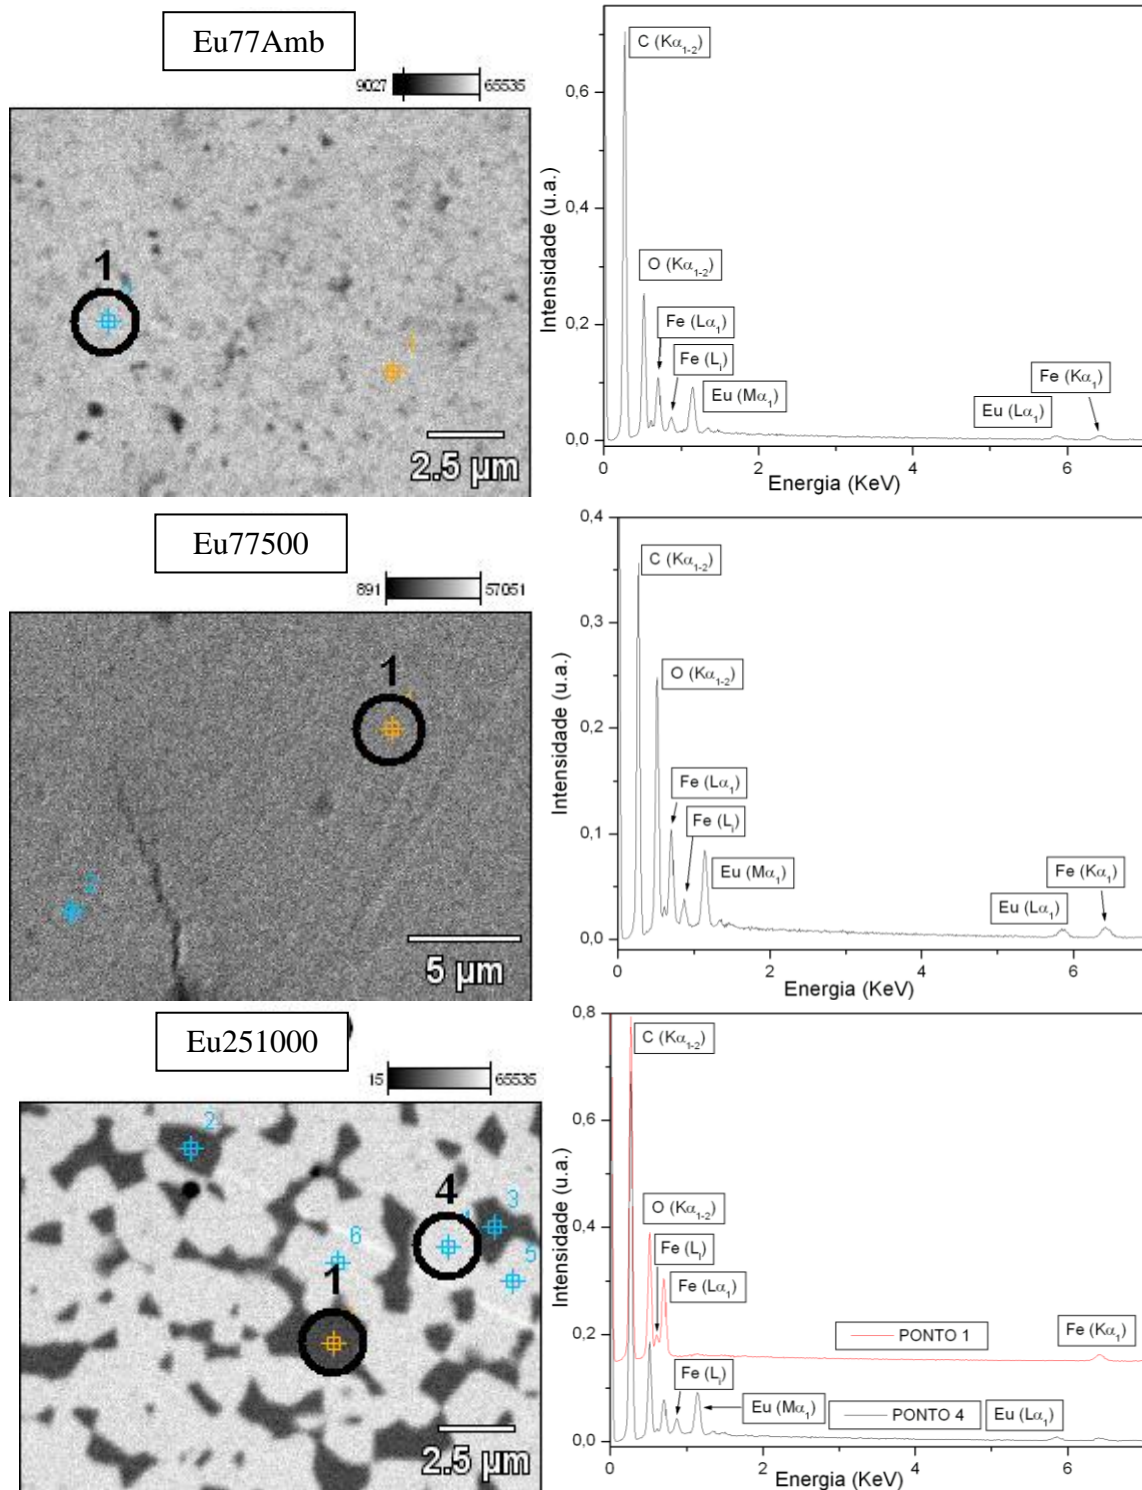 Eu77Amb
9027 65535
1
2.5 µm
C (Kα1-2)
O (Kα1-2)
Fe (Lα1)
Fe (Ll)
Eu (Mα1)
Eu (Lα1)
Fe (Kα1)
Intensidade (u.a.)
0,6
0,4
0,2
0,0
0 2 4 6
Energia (KeV)
Eu77500
891 57051
1
2
5 µm
C (Kα1-2)
O (Kα1-2)
Fe (Lα1)
Fe (Ll)
Eu (Mα1)
Eu (Lα1)
Fe (Kα1)
Intensidade (u.a.)
0,4
0,3
0,2
0,1
0,0
0 2 4 6
Energia (KeV)
Eu251000
15 65535
2
4
3
6
5
1
2.5 µm
C (Kα1-2)
O (Kα1-2)
Fe (Ll)
Fe (Lα1)
PONTO 1
Fe (Kα1)
Fe (Ll)
Eu (Mα1)
PONTO 4
Eu (Lα1)
Intensidade (u.a.)
0,8
0,6
0,4
0,2
0,0
0 2 4 6
Energia (KeV)